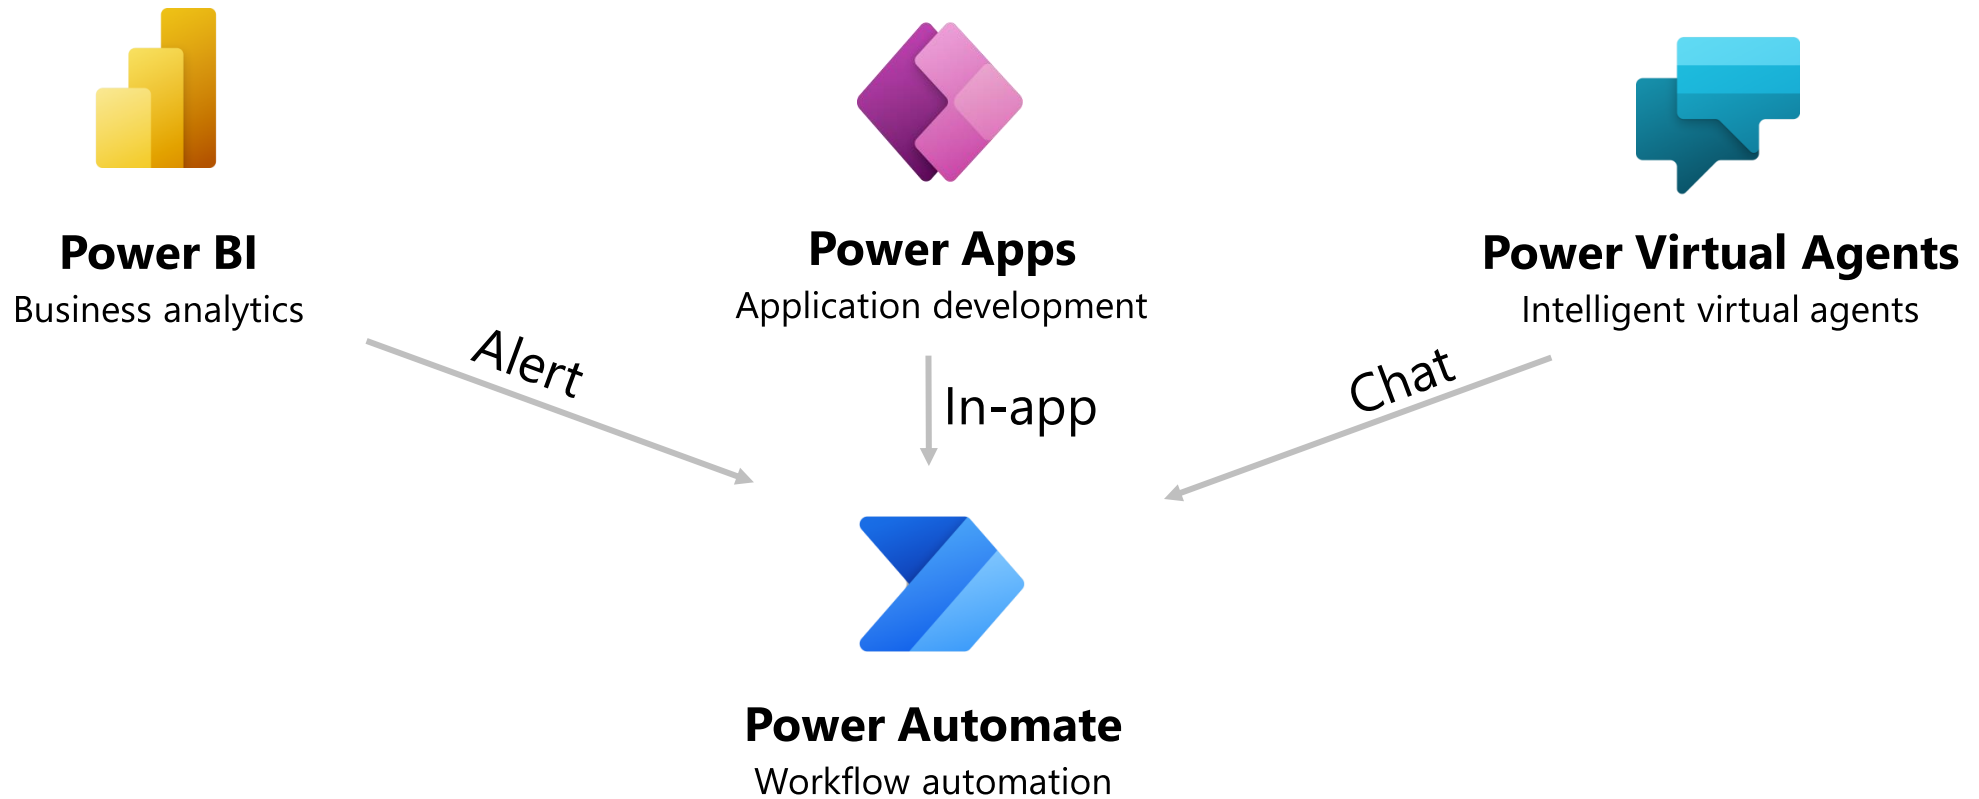 Power BI
Business analytics
Power Apps
Application development
Power Virtual Agents
Intelligent virtual agents
Alert
In-app
Chat
Power Automate
Workflow automation